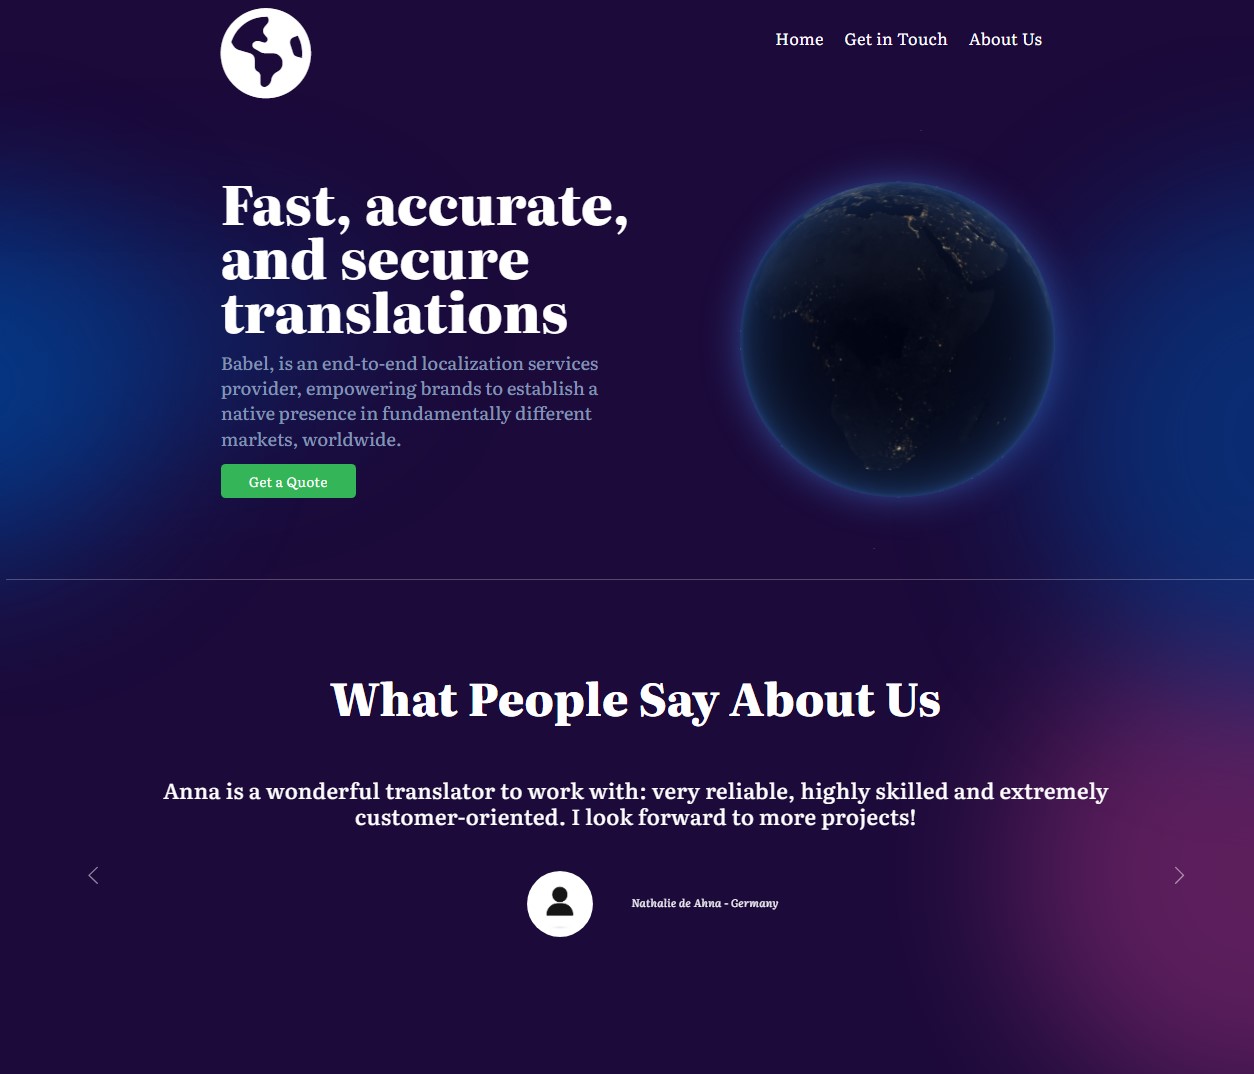 Home Get in Touch About Us
Fast, accurate,
and secure
translations
Babel, is an end-to-end localization services
provider, empowering brands to establish a
native presence in fundamentally different
markets, worldwide.
Get a Quote
What People Say About Us
Anna is a wonderful translator to work with: very reliable, highly skilled and extremely
customer-oriented. I look forward to more projects!
Nathalie de Ahna - Germany